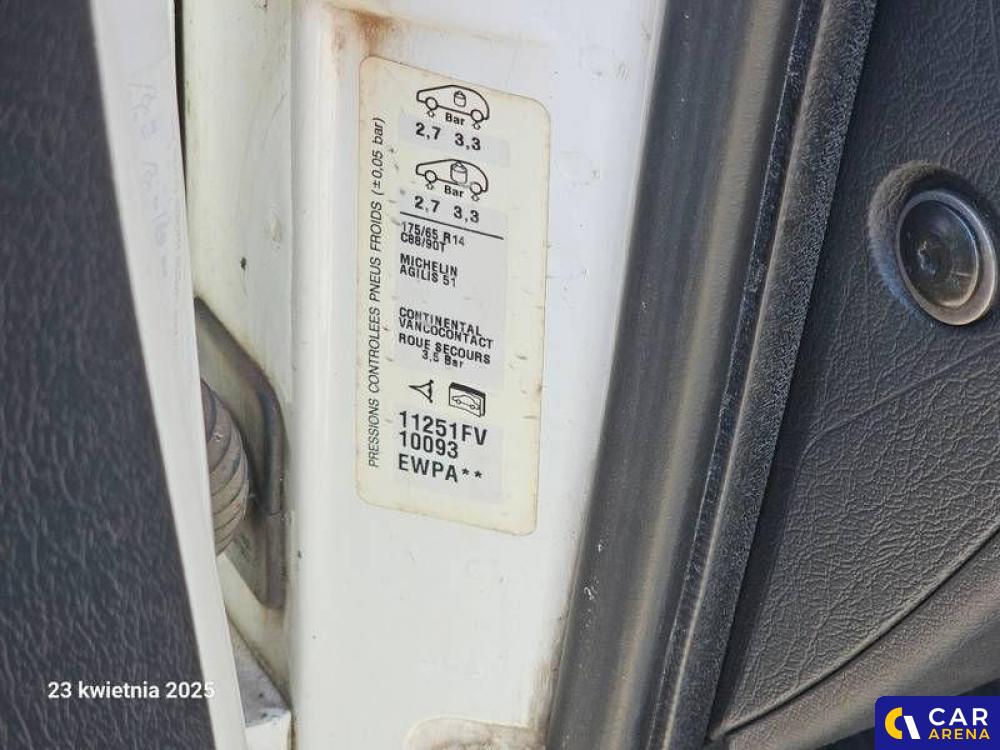 PRESSIONS CONTROLEES PNEUS FROIDS (±0,05 bar)
Bar
2,7 3,3
Bar
2,7 3,3
175/65 R14
C88/90T
MICHELIN
AGILIS 51
CONTINENTAL
VANCOCONTACT
ROUE SECOURS
3,5 Bar
11251FV
10093
EWPA**
23 kwietnia 2025
CAR
ARENA